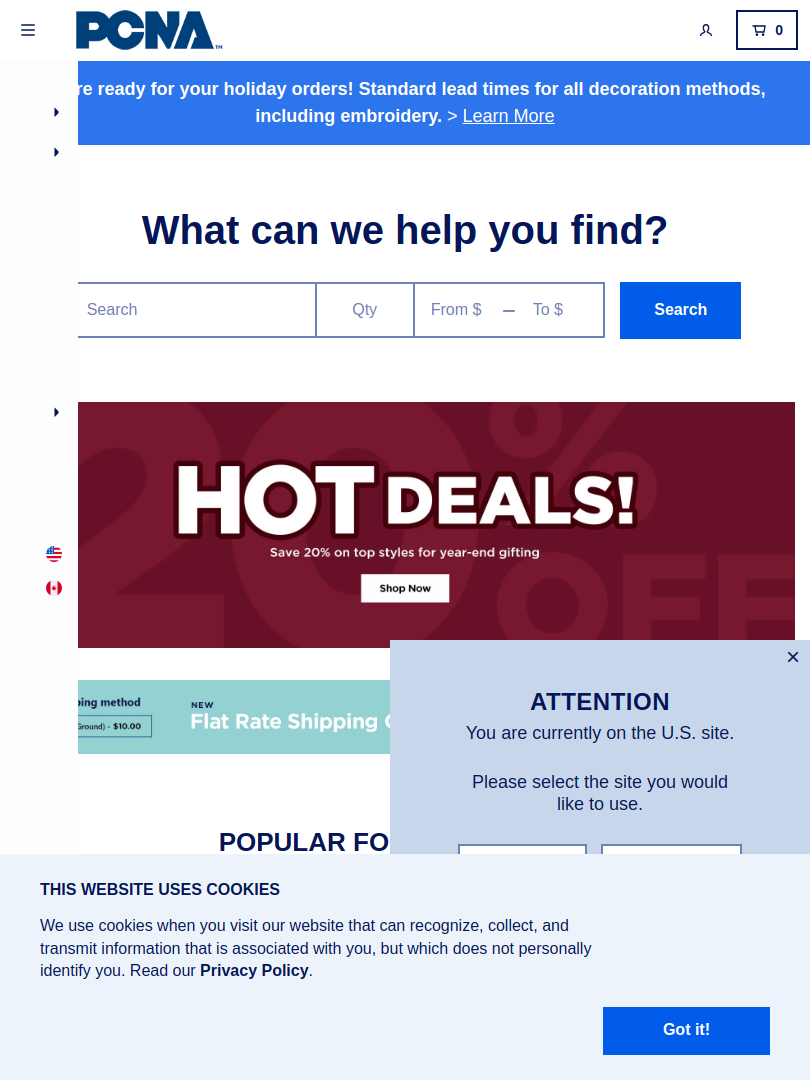 PCNA
TM
0
re ready for your holiday orders! Standard lead times for all decoration methods,
including embroidery. > Learn More
What can we help you find?
Search
Qty
From $ – To $
Search
20% OFF
HOT DEALS!
Save 20% on top styles for year-end gifting
Shop Now
method
Ground) - $10.00
NEW
Flat Rate Shipping
×
ATTENTION
You are currently on the U.S. site.
Please select the site you would
like to use.
POPULAR FO
THIS WEBSITE USES COOKIES
We use cookies when you visit our website that can recognize, collect, and
transmit information that is associated with you, but which does not personally
identify you. Read our Privacy Policy.
Got it!